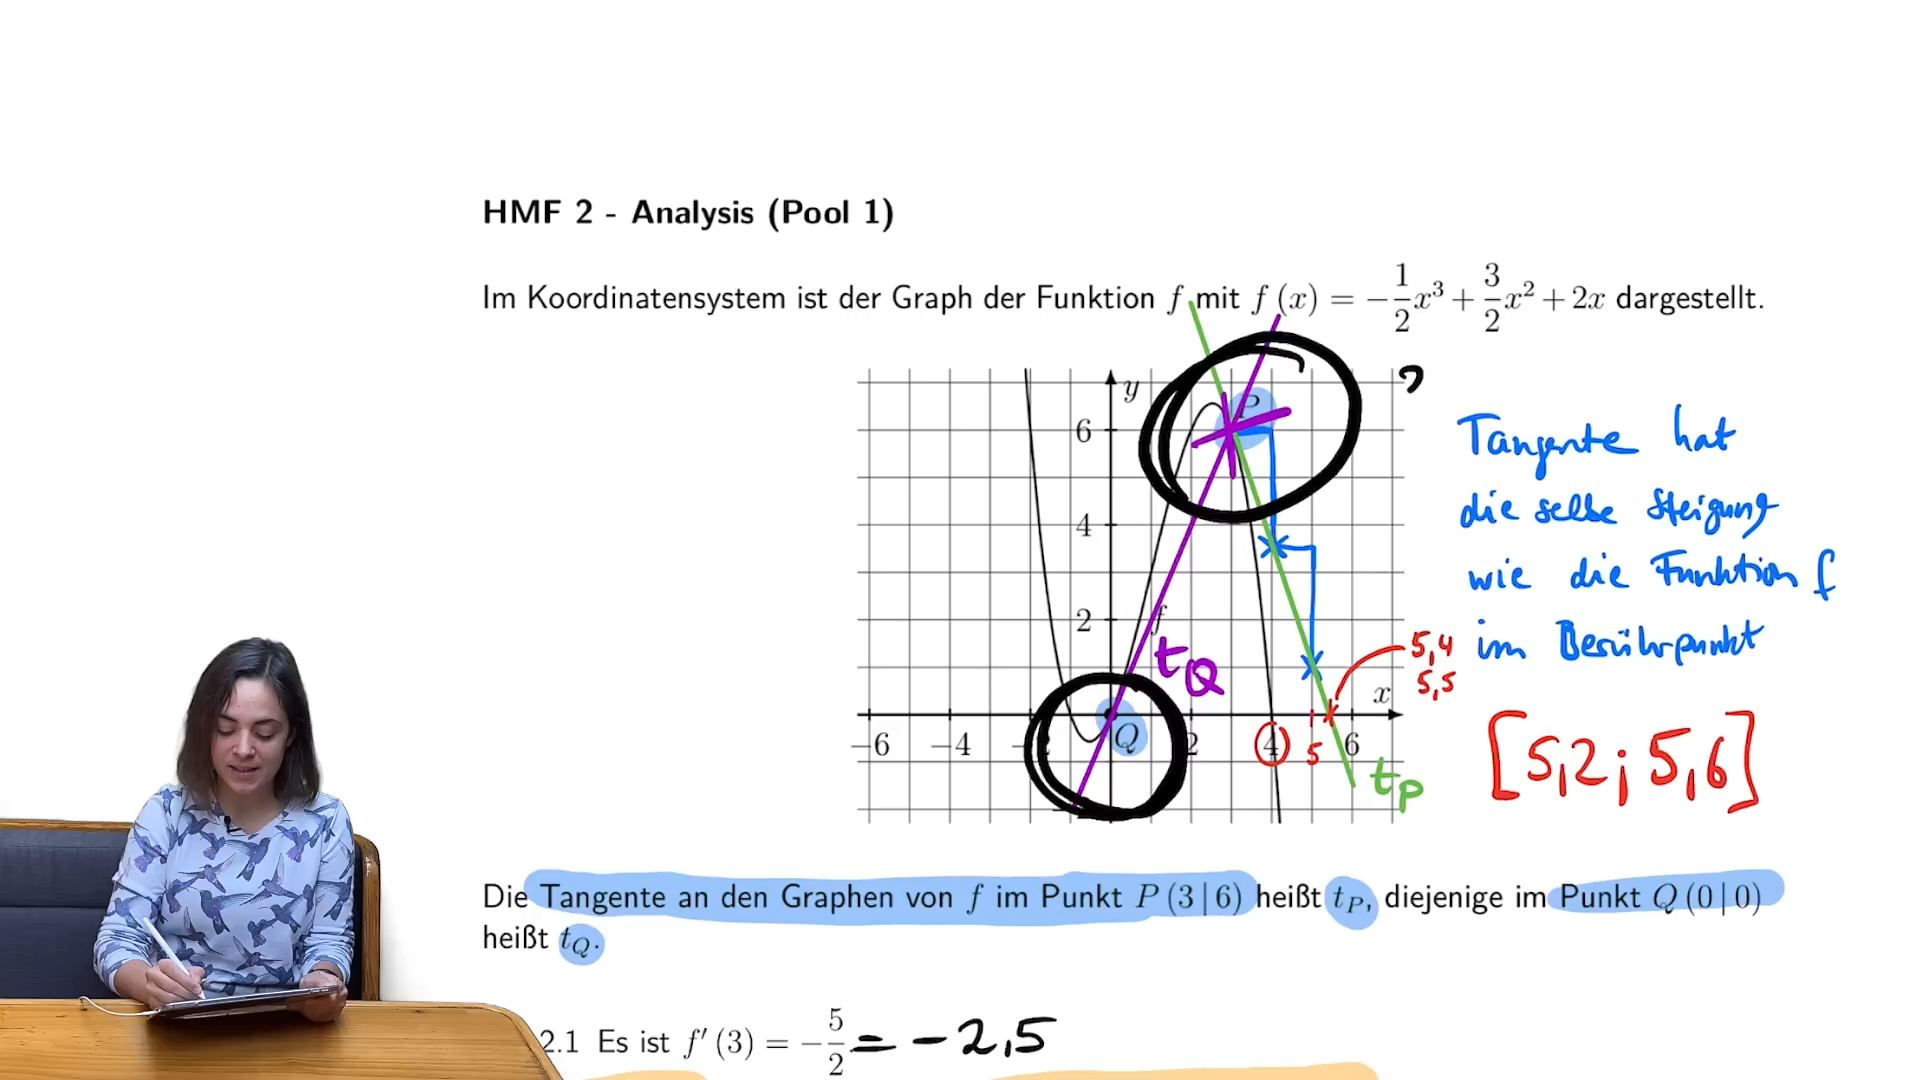 HMF 2 - Analysis (Pool 1)
Im Koordinatensystem ist der Graph der Funktion f mit f (x) = −1/2x³ + 3/2x² + 2x dargestellt.
y
P
6
4
2
f
t_Q
x
Q
−6 −4 2 4 5 6
t_P
Tangente hat
die selbe Steigung
wie die Funktion f
im Berührpunkt
5,4
5,5
[5,2; 5,6]
Die Tangente an den Graphen von f im Punkt P (3 | 6) heißt t_P, diejenige im Punkt Q (0 | 0)
heißt t_Q.
2.1 Es ist f′ (3) = −5/2 = −2,5